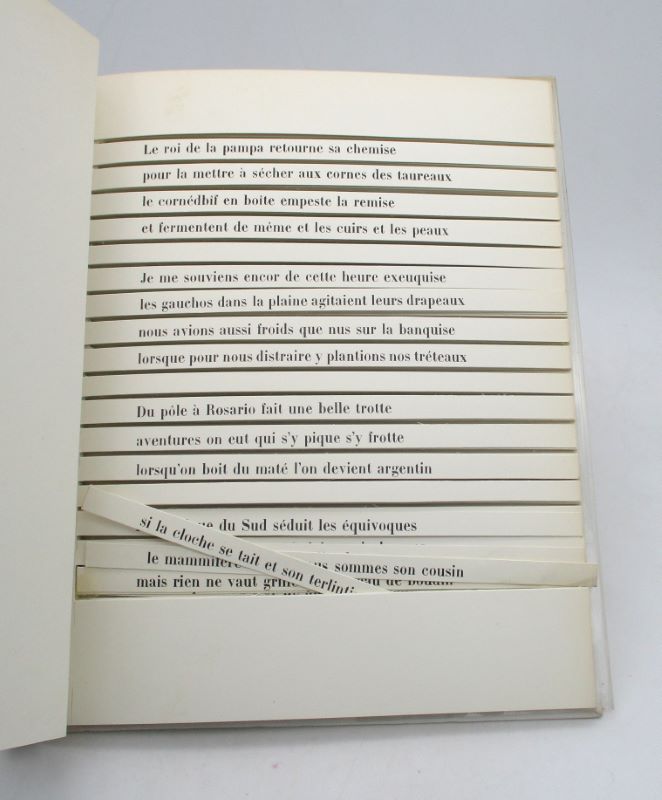 Le roi de la pampa retourne sa chemise
pour la mettre à sécher aux cornes des taureaux
le cornédbîf en boîte empeste la remise
et fermentent de même et les cuirs et les peaux
Je me souviens encor de cette heure exeuquise
les gauchos dans la plaine agitaient leurs drapeaux
nous avions aussi froids que nus sur la banquise
lorsque pour nous distraire y plantions nos tréteaux
Du pôle à Rosario fait une belle trotte
aventures on eut qui s'y pique s'y frotte
lorsqu'on boit du maté l'on devient argentin
du Sud séduit les équivoques
si la cloche se tait et son terlinti
le mammifère sommes son cousin
mais rien ne vaut de boudin